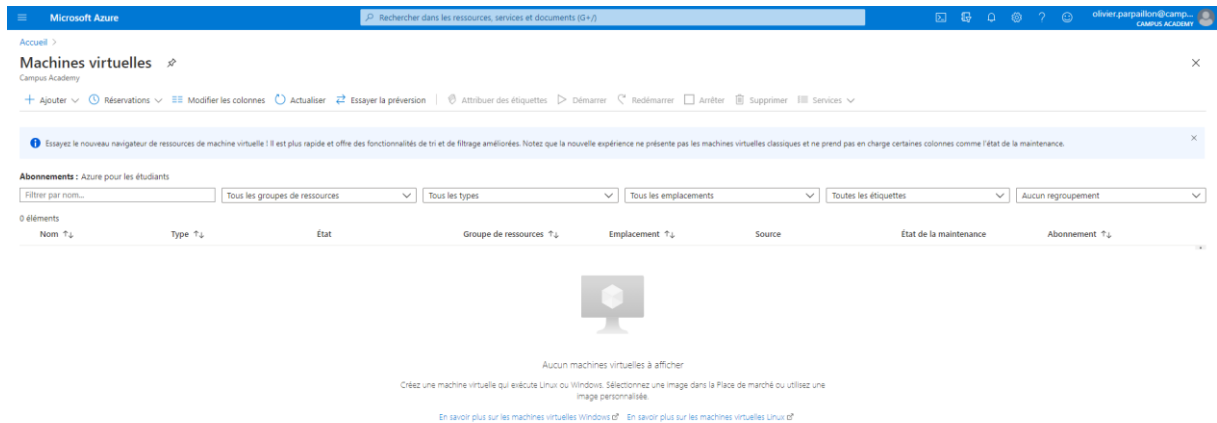 Microsoft Azure
Rechercher dans les ressources, services et documents (G+/)
olivier.parpaillon@camp...
CAMPUS ACADEMY
Accueil >
Machines virtuelles
Campus Academy
Ajouter Réservations Modifier les colonnes Actualiser Essayer la préversion Attribuer des étiquettes Démarrer Redémarrer Arrêter Supprimer Services
Essayez le nouveau navigateur de ressources de machine virtuelle ! Il est plus rapide et offre des fonctionnalités de tri et de filtrage améliorées. Notez que la nouvelle expérience ne présente pas les machines virtuelles classiques et ne prend pas en charge certaines colonnes comme l'état de la maintenance.
Abonnements : Azure pour les étudiants
Filtrer par nom... Tous les groupes de ressources Tous les types Tous les emplacements Toutes les étiquettes Aucun regroupement
0 éléments
Nom ↑↓ Type ↑↓ État Groupe de ressources ↑↓ Emplacement ↑↓ Source État de la maintenance Abonnement ↑↓
Aucun machines virtuelles à afficher
Créez une machine virtuelle qui exécute Linux ou Windows. Sélectionnez une image dans la Place de marché ou utilisez une
image personnalisée.
En savoir plus sur les machines virtuelles Windows En savoir plus sur les machines virtuelles Linux